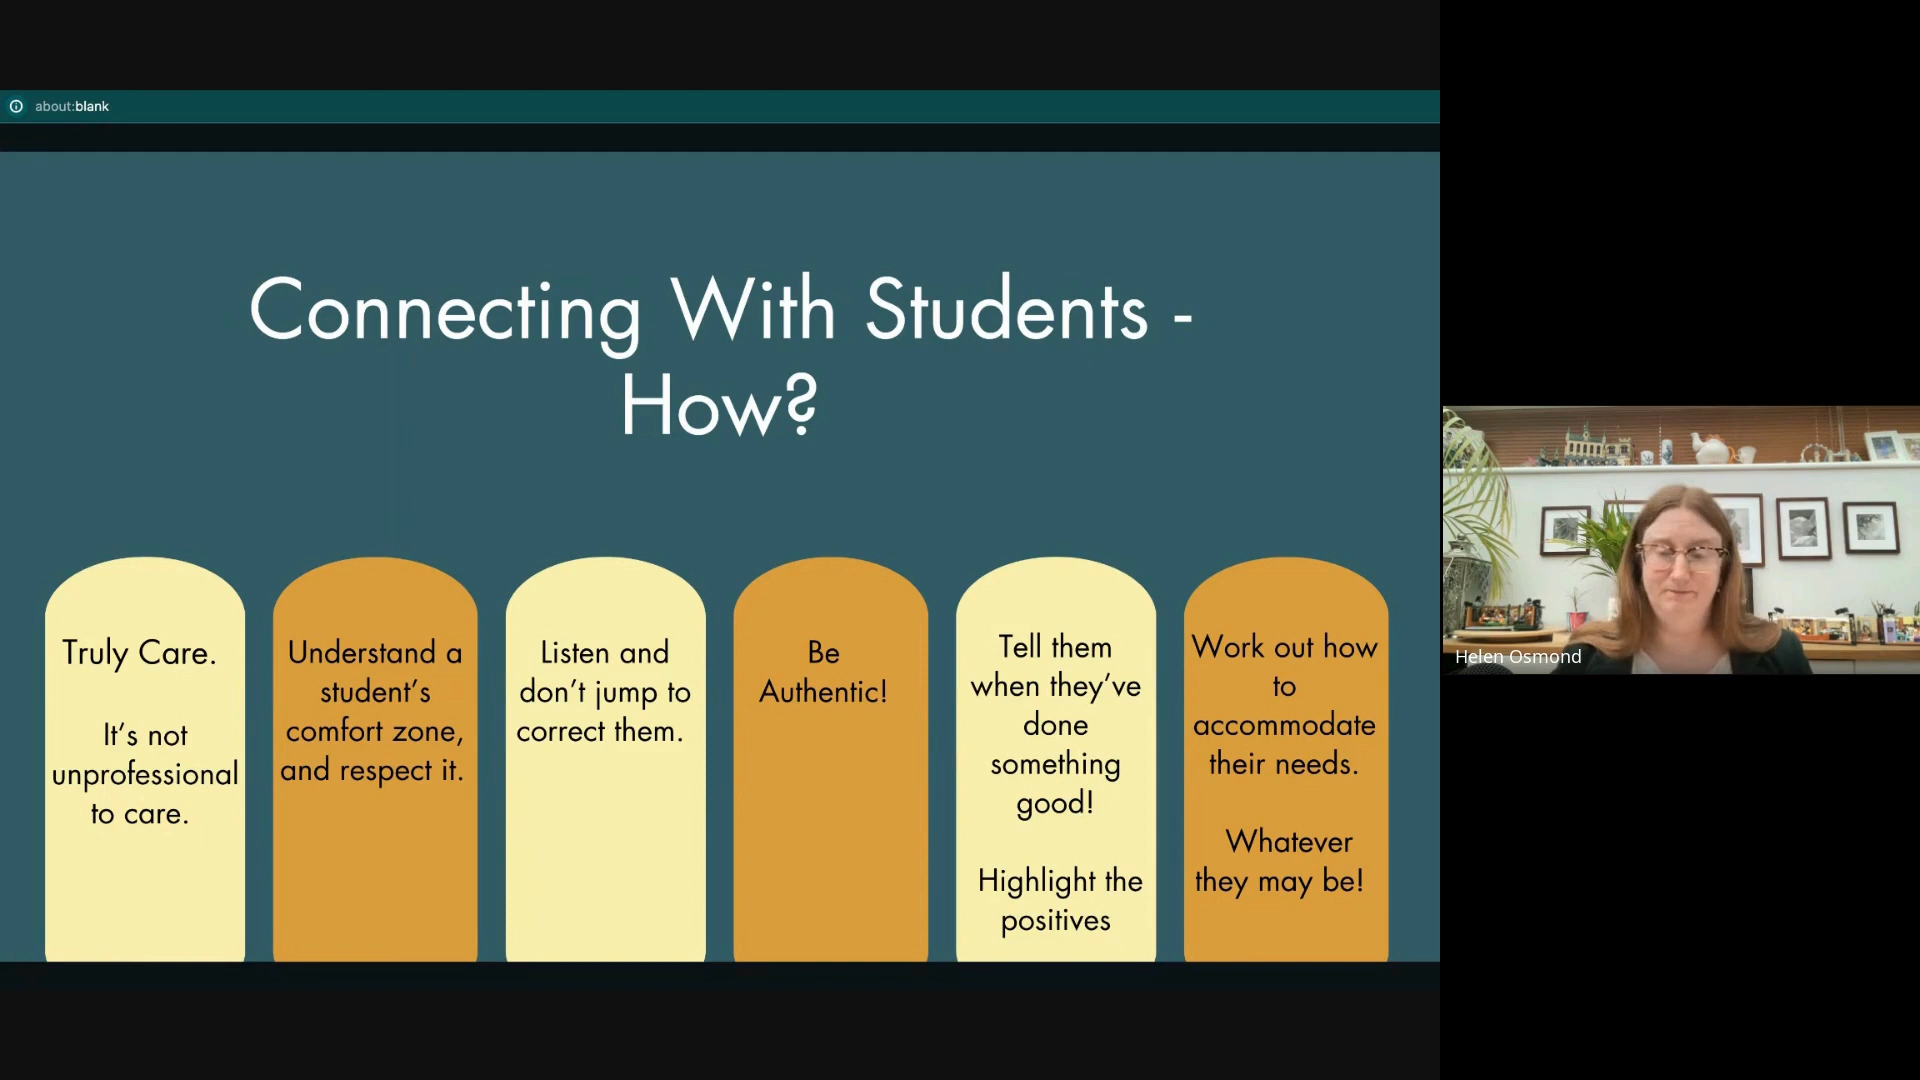 about:blank
Connecting With Students -
How?
Truly Care.
It’s not
unprofessional
to care.
Understand a
student’s
comfort zone,
and respect it.
Listen and
don’t jump to
correct them.
Be
Authentic!
Tell them
when they’ve
done
something
good!
Highlight the
positives
Work out how
to
accommodate
their needs.
Whatever
they may be!
Helen Osmond